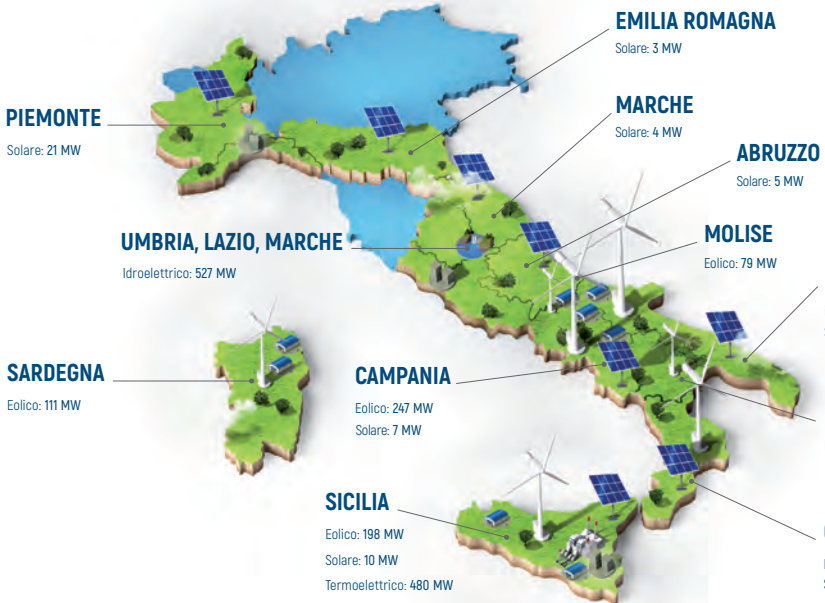 EMILIA ROMAGNA
Solare: 3 MW
MARCHE
Solare: 4 MW
PIEMONTE
Solare: 21 MW
ABRUZZO
Solare: 5 MW
UMBRIA, LAZIO, MARCHE
Idroelettrico: 527 MW
MOLISE
Eolico: 79 MW
SARDEGNA
Eolico: 111 MW
CAMPANIA
Eolico: 247 MW
Solare: 7 MW
SICILIA
Eolico: 198 MW
Solare: 10 MW
Termoelettrico: 480 MW